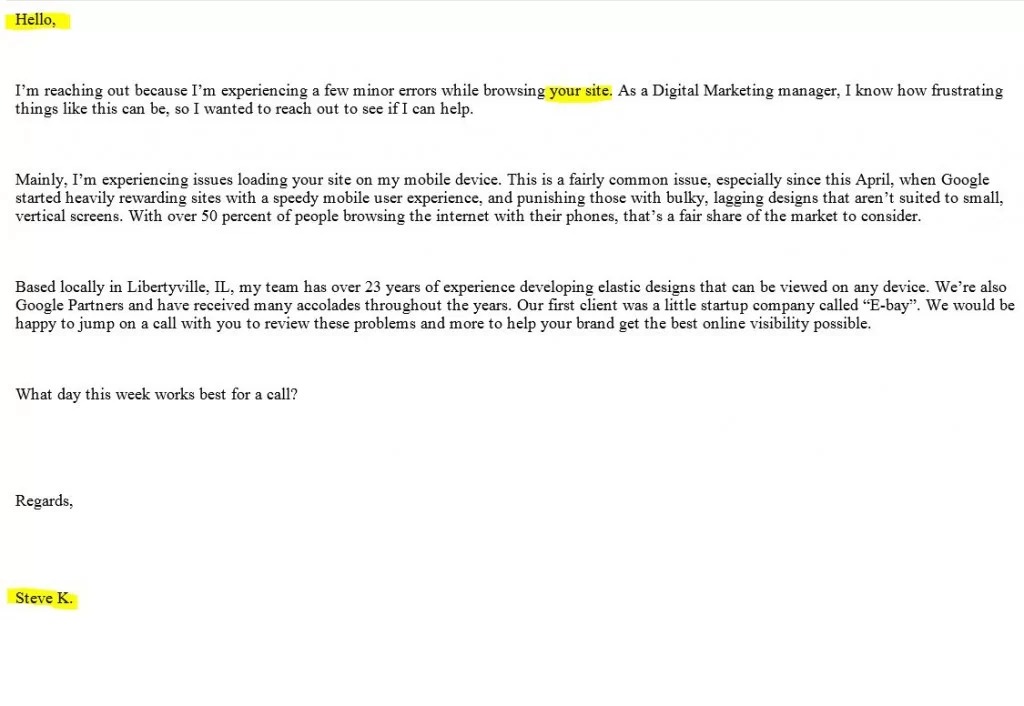 Hello,
I’m reaching out because I’m experiencing a few minor errors while browsing your site. As a Digital Marketing manager, I know how frustrating
things like this can be, so I wanted to reach out to see if I can help.
Mainly, I’m experiencing issues loading your site on my mobile device. This is a fairly common issue, especially since this April, when Google
started heavily rewarding sites with a speedy mobile user experience, and punishing those with bulky, lagging designs that aren’t suited to small,
vertical screens. With over 50 percent of people browsing the internet with their phones, that’s a fair share of the market to consider.
Based locally in Libertyville, IL, my team has over 23 years of experience developing elastic designs that can be viewed on any device. We’re also
Google Partners and have received many accolades throughout the years. Our first client was a little startup company called “E-bay”. We would be
happy to jump on a call with you to review these problems and more to help your brand get the best online visibility possible.
What day this week works best for a call?
Regards,
Steve K.